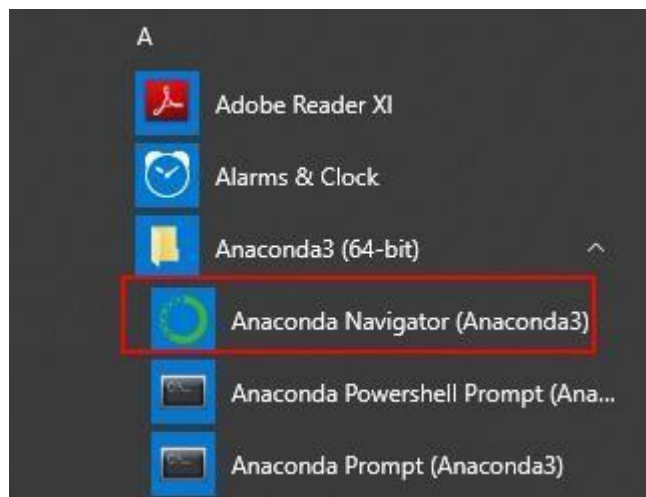 A
Adobe Reader XI
Alarms & Clock
Anaconda3 (64-bit)
Anaconda Navigator (Anaconda3)
Anaconda Powershell Prompt (Ana...
Anaconda Prompt (Anaconda3)